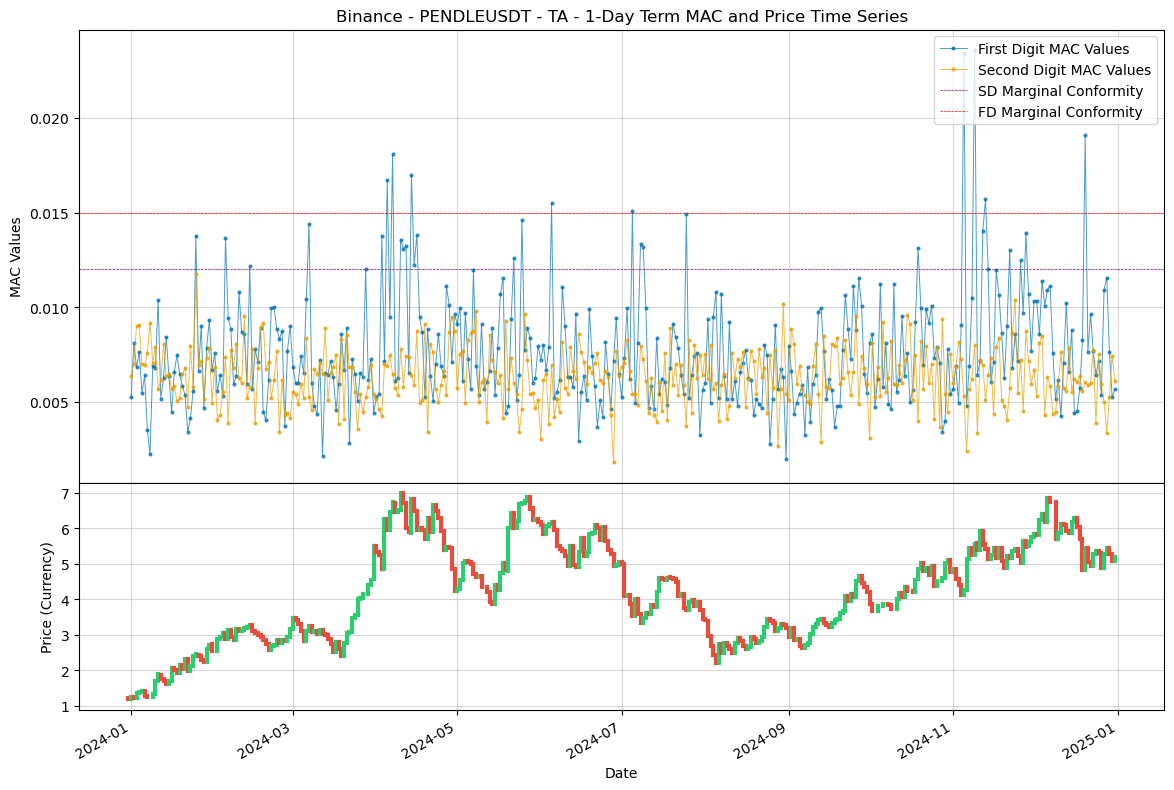 Binance - PENDLEUSDT - TA - 1-Day Term MAC and Price Time Series
First Digit MAC Values
Second Digit MAC Values
SD Marginal Conformity
FD Marginal Conformity
MAC Values
0.020
0.015
0.010
0.005
Price (Currency)
7
6
5
4
3
2
1
2024-01
2024-03
2024-05
2024-07
2024-09
2024-11
2025-01
Date